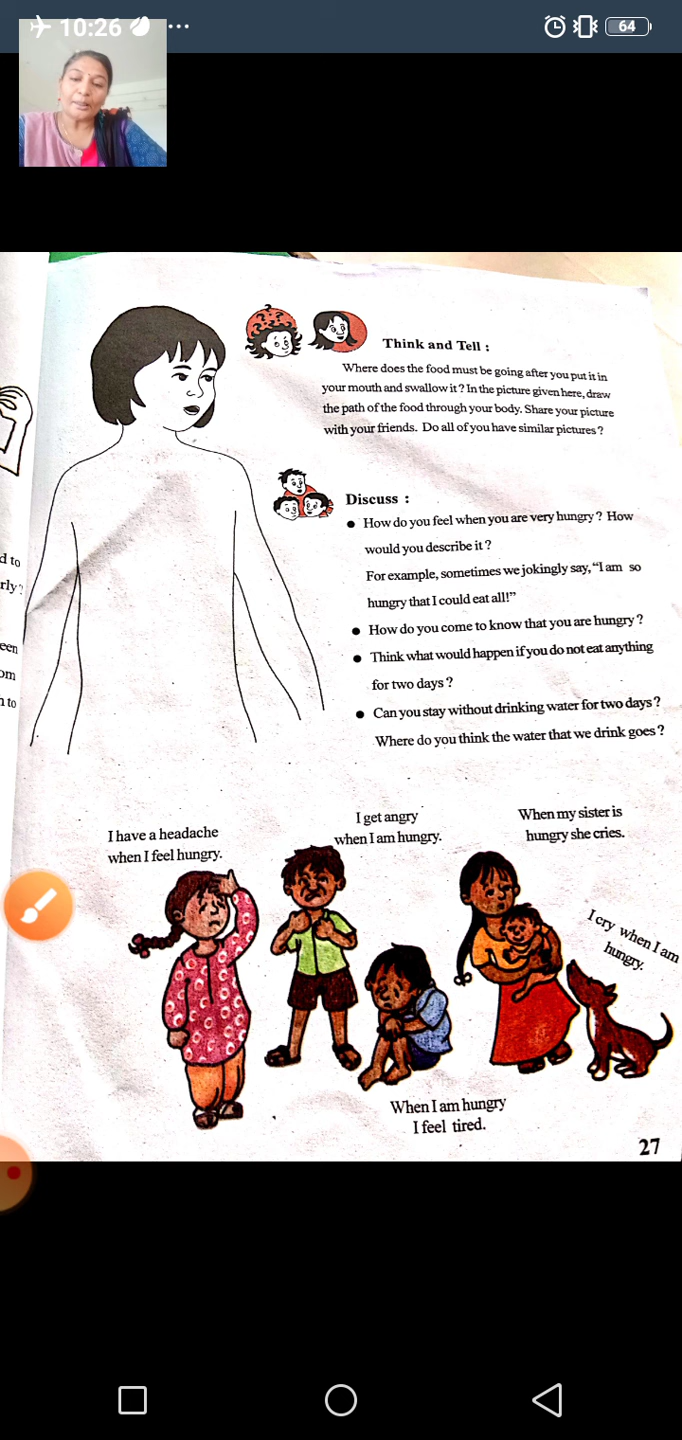 10:26
64
Think and Tell :
Where does the food must be going after you put it in
your mouth and swallow it? In the picture given here, draw
the path of the food through your body. Share your picture
with your friends. Do all of you have similar pictures?
Discuss :
● How do you feel when you are very hungry? How
would you describe it?
For example, sometimes we jokingly say, “I am so
hungry that I could eat all!”
● How do you come to know that you are hungry?
● Think what would happen if you do not eat anything
for two days?
● Can you stay without drinking water for two days?
Where do you think the water that we drink goes?
d to
rly?
een
om
n to
I have a headache
when I feel hungry.
I get angry
when I am hungry.
When my sister is
hungry she cries.
I cry when I am
hungry.
When I am hungry
I feel tired.
27